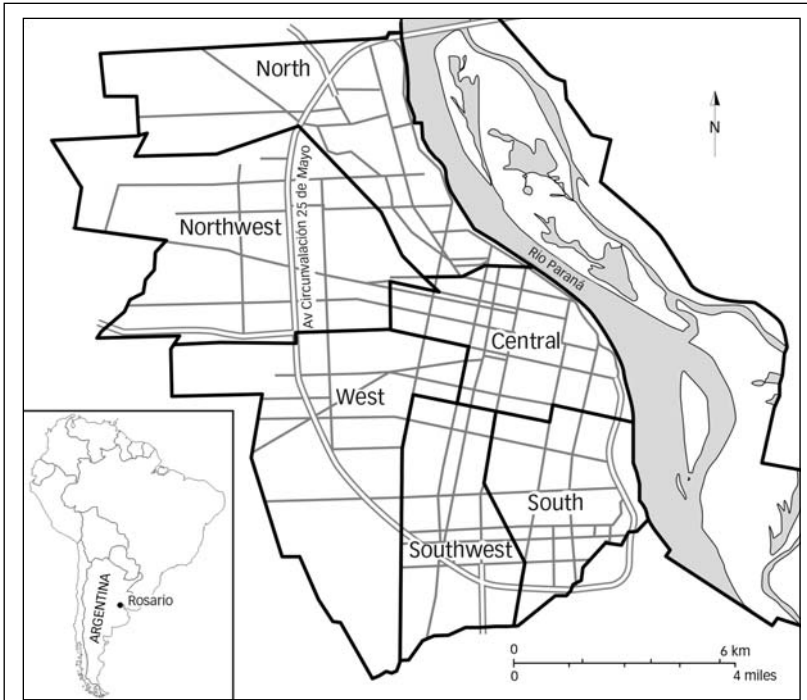 North
N
Av Circunvalación 25 de Mayo
Northwest
Río Paraná
Central
West
South
Southwest
ARGENTINA
Rosario
0 6 km
0 4 miles